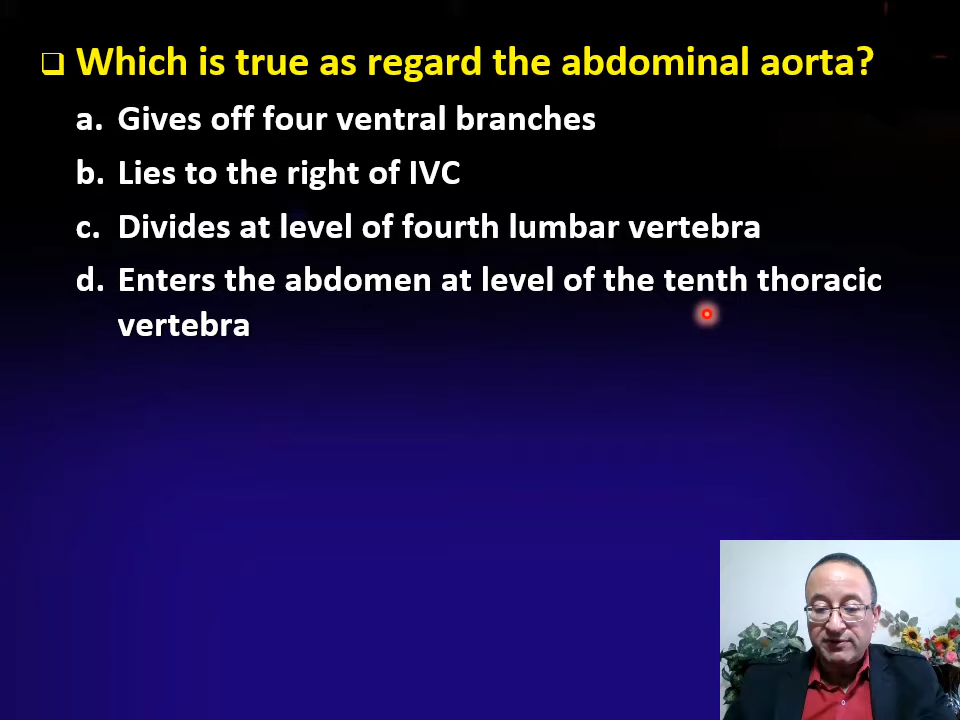 Which is true as regard the abdominal aorta?
a. Gives off four ventral branches
b. Lies to the right of IVC
c. Divides at level of fourth lumbar vertebra
d. Enters the abdomen at level of the tenth thoracic
vertebra